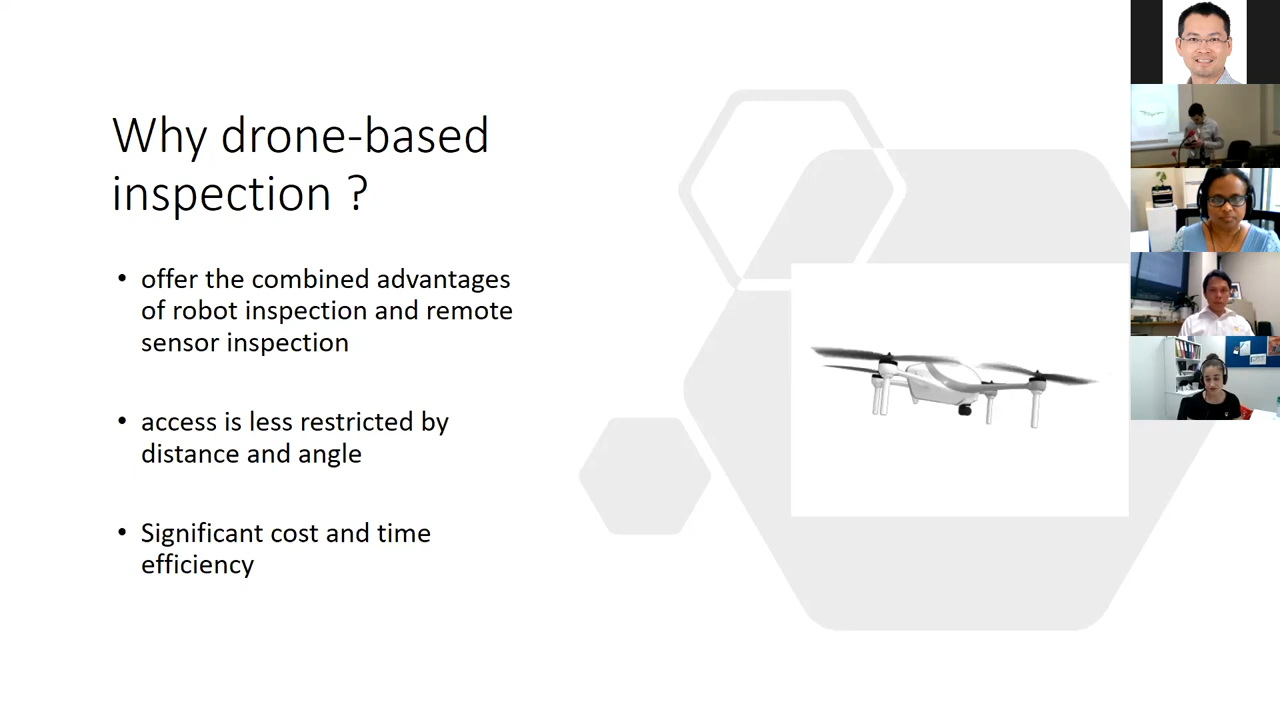 Why drone-based
inspection ?
• offer the combined advantages
of robot inspection and remote
sensor inspection
• access is less restricted by
distance and angle
• Significant cost and time
efficiency